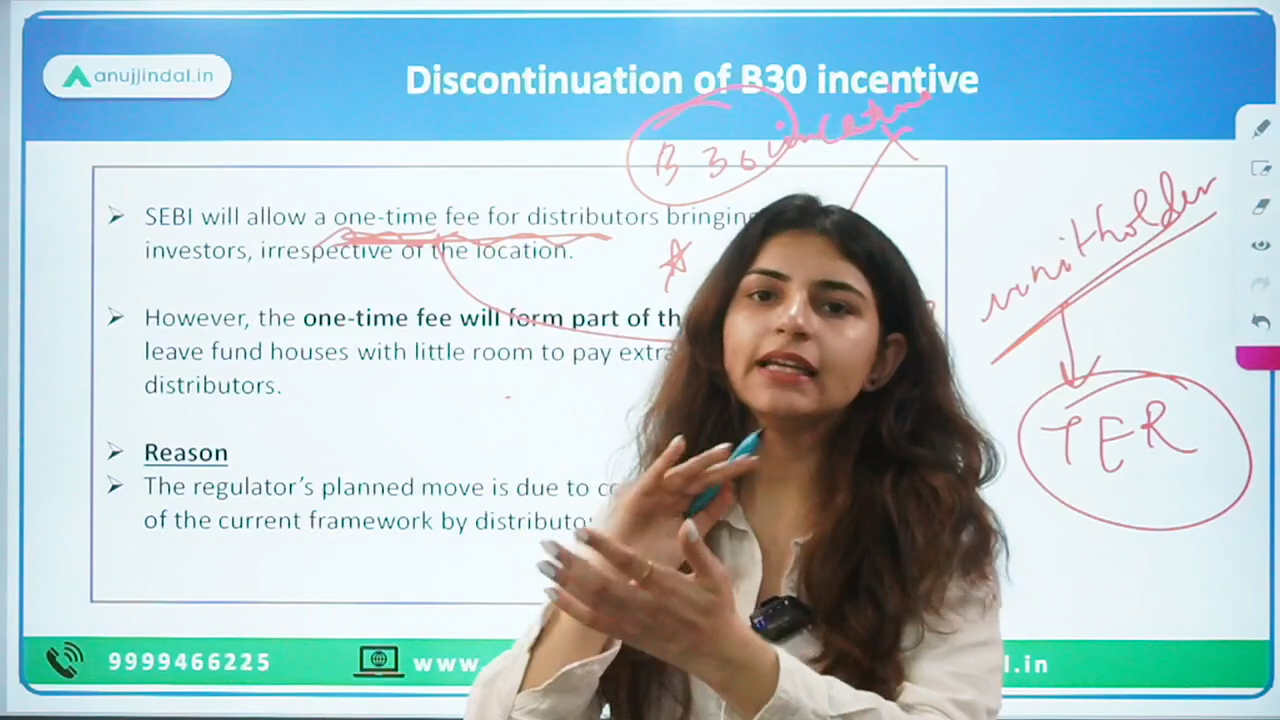 anujjindal.in
Discontinuation of B30 incentive
B 30 incentive
SEBI will allow a one-time fee for distributors bringing
investors, irrespective of the location.
However, the one-time fee will form part of th
leave fund houses with little room to pay extra
distributors.
Reason
The regulator's planned move is due to co
of the current framework by distributo
unitholder
TER
9999466225
www.
l.in